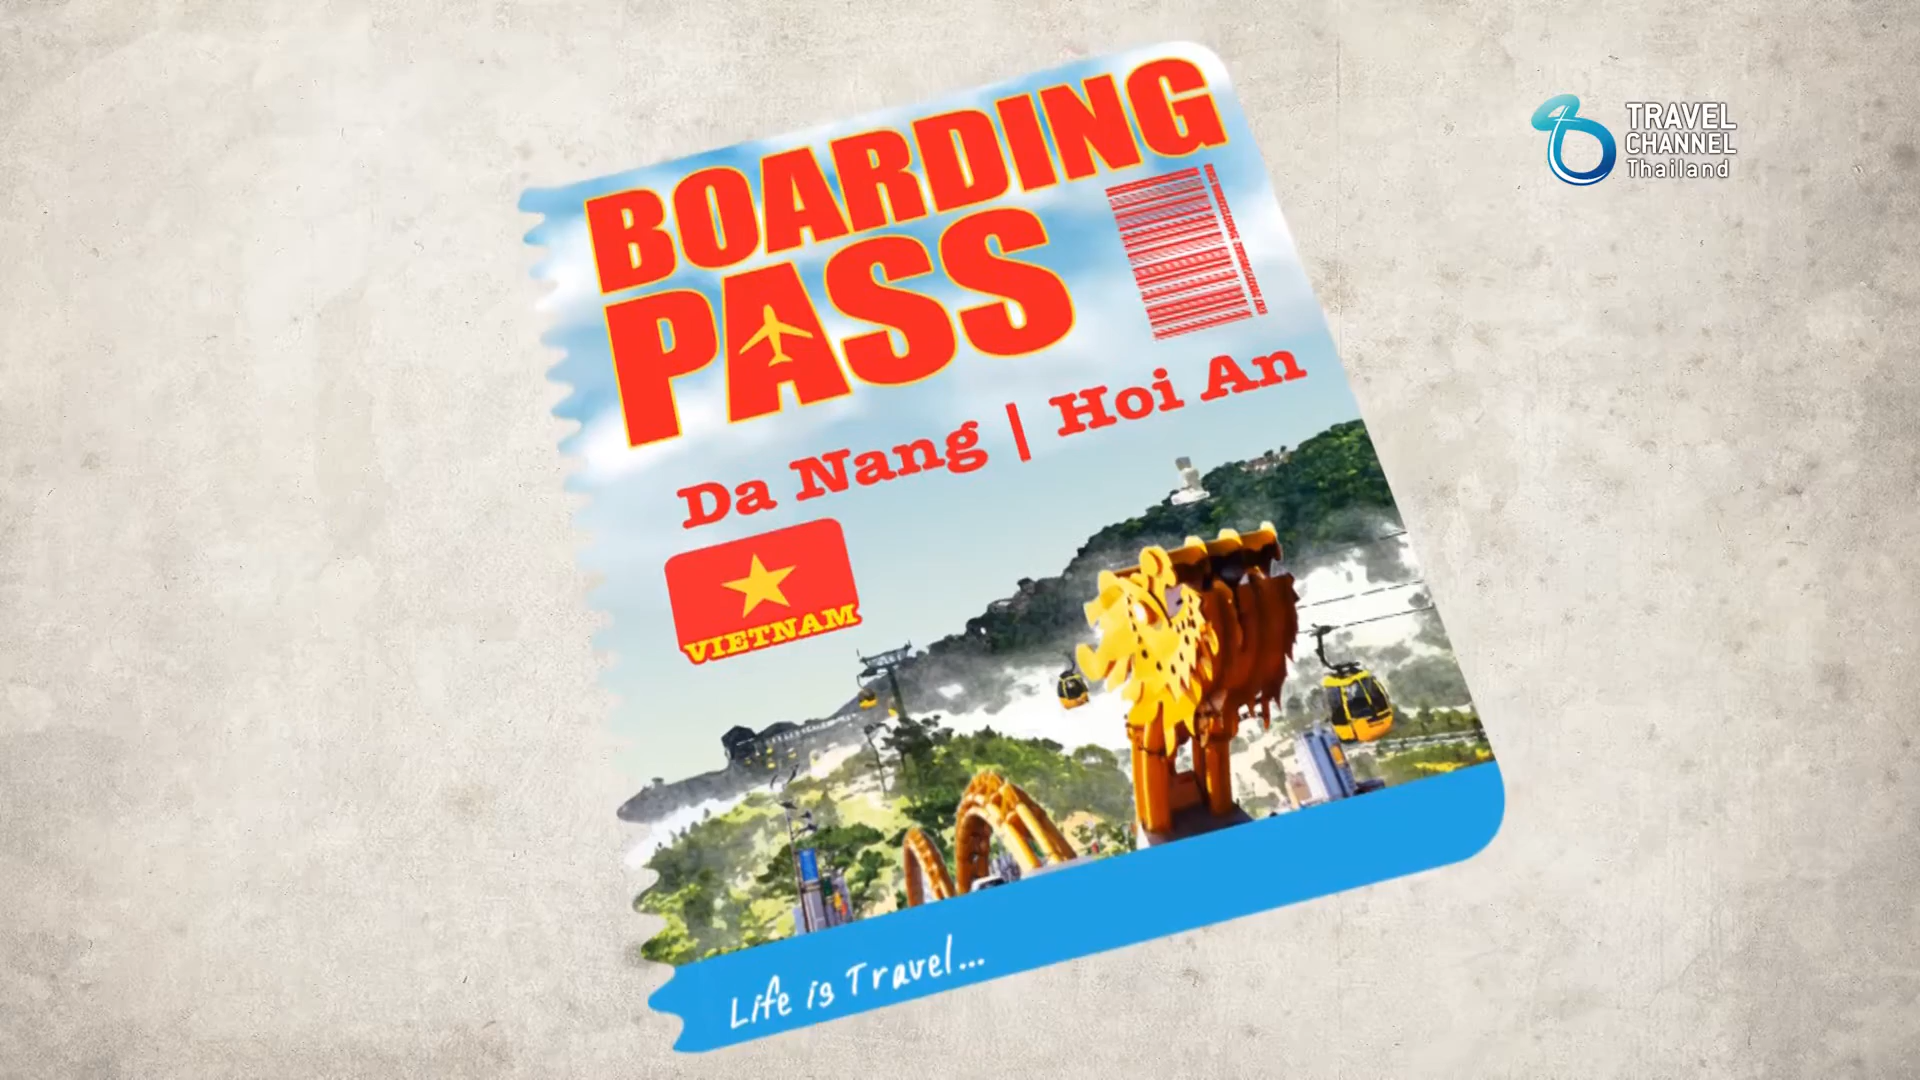 BOARDING
PASS
Da Nang | Hoi An
VIETNAM
Life is Travel...
TRAVEL
CHANNEL
Thailand